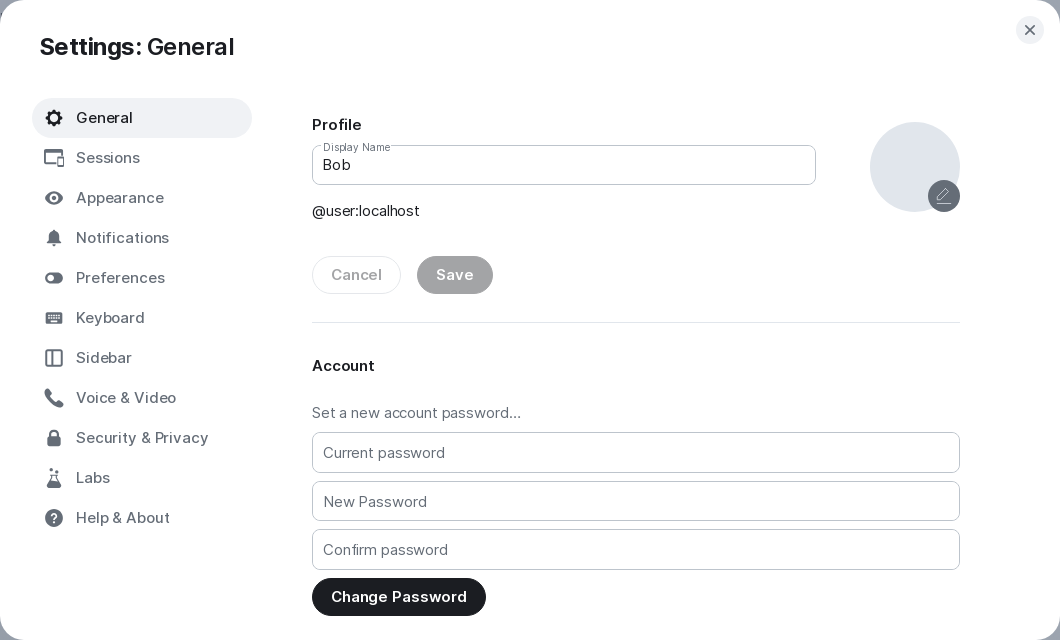 Settings: General
General
Sessions
Appearance
Notifications
Preferences
Keyboard
Sidebar
Voice & Video
Security & Privacy
Labs
Help & About
Profile
Display Name
Bob
@user:localhost
Cancel
Save
Account
Set a new account password...
Current password
New Password
Confirm password
Change Password